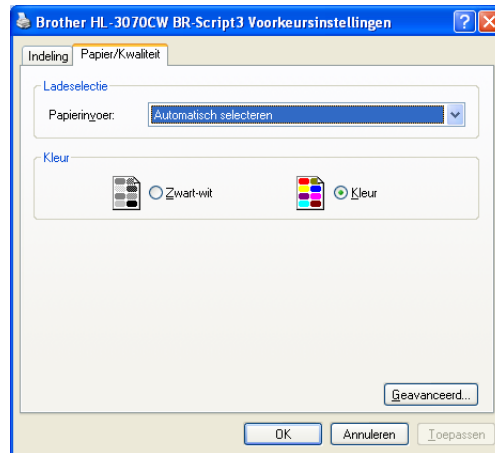 Brother HL-3070CW BR-Script3 Voorkeursinstellingen
Indeling Papier/Kwaliteit
Ladeselectie
Papierinvoer: Automatisch selecteren
Kleur
Zwart-wit Kleur
Geavanceerd...
OK Annuleren Toepassen